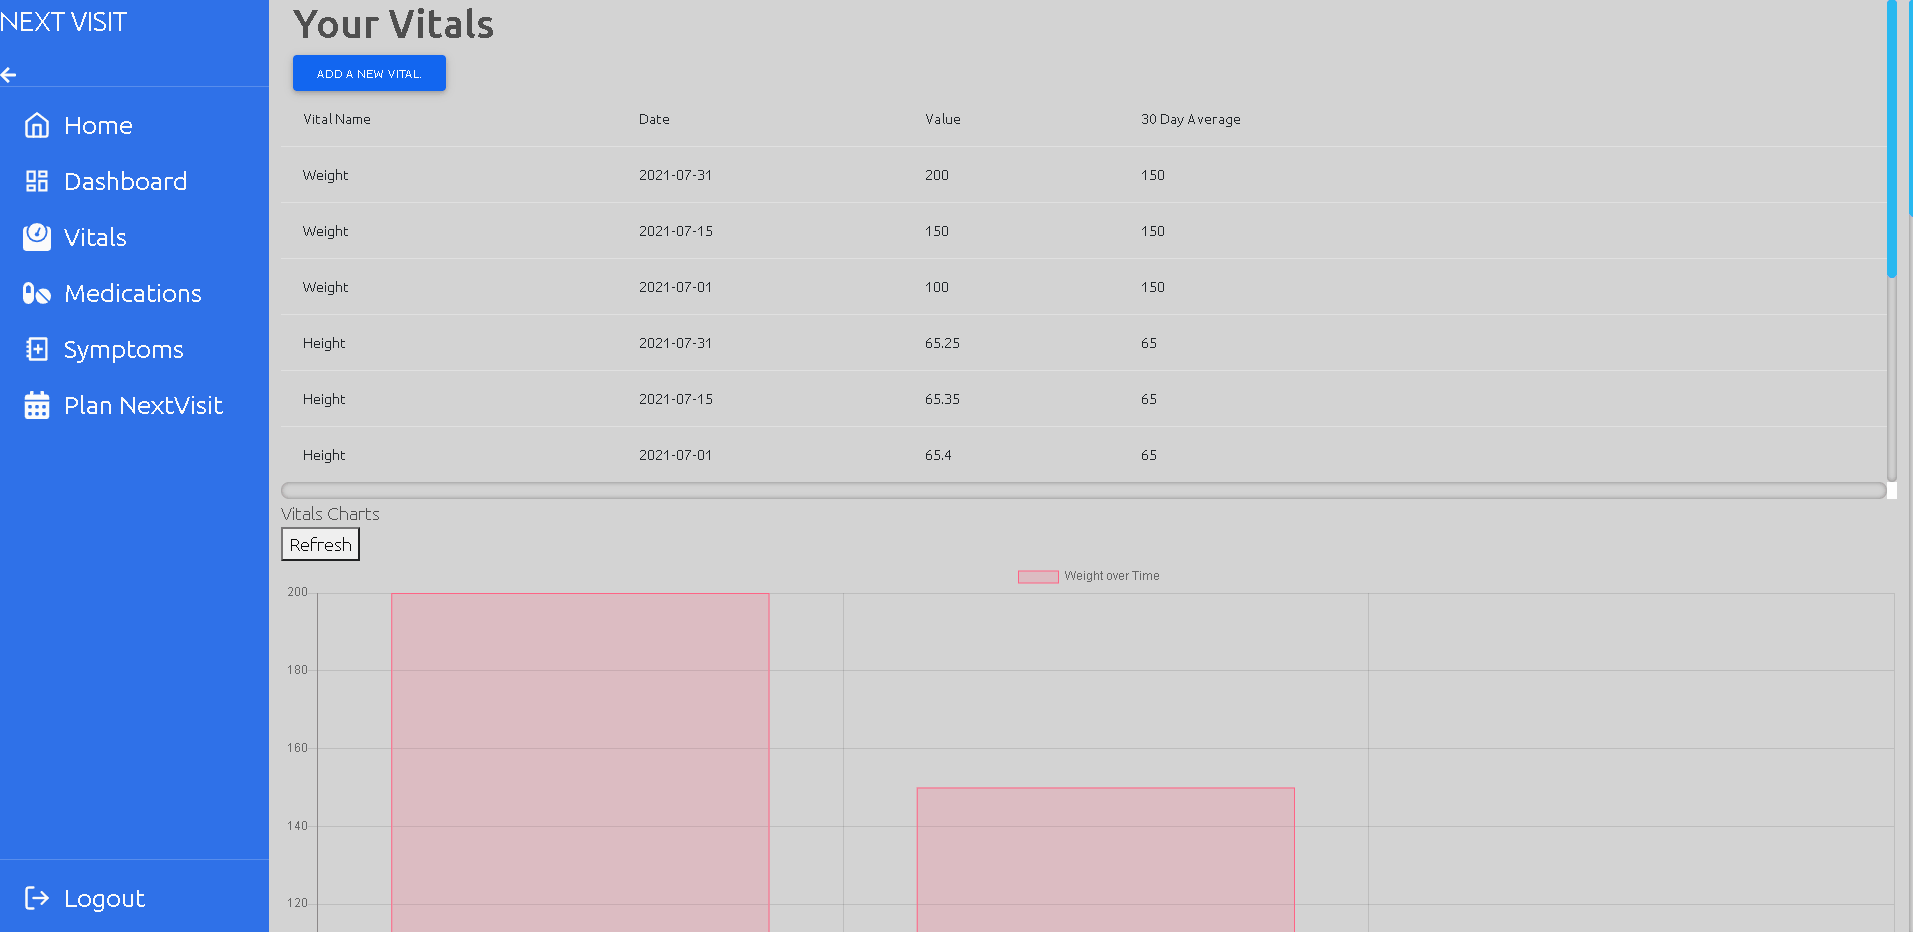 NEXT VISIT
Home
Dashboard
Vitals
Medications
Symptoms
Plan NextVisit
Logout
Your Vitals
ADD A NEW VITAL.
Vital Name Date Value 30 Day Average
Weight 2021-07-31 200 150
Weight 2021-07-15 150 150
Weight 2021-07-01 100 150
Height 2021-07-31 65.25 65
Height 2021-07-15 65.35 65
Height 2021-07-01 65.4 65
Vitals Charts
Refresh
Weight over Time
200
180
160
140
120